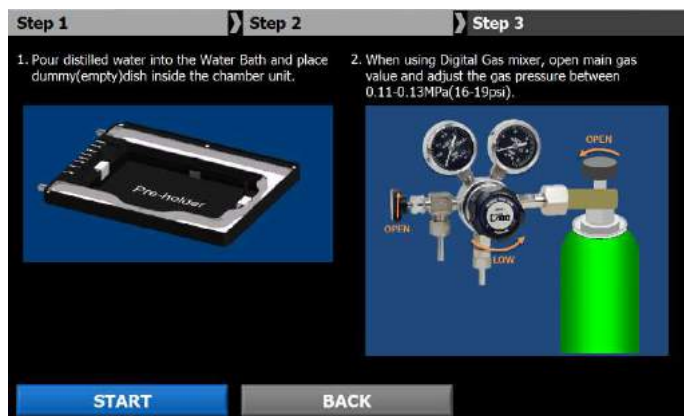 Step 1
Step 2
Step 3
1. Pour distilled water into the Water Bath and place
dummy(empty)dish inside the chamber unit.
2. When using Digital Gas mixer, open main gas
value and adjust the gas pressure between
0.11-0.13MPa(16-19psi).
Pre-holder
OPEN
OPEN
LOW
START
BACK